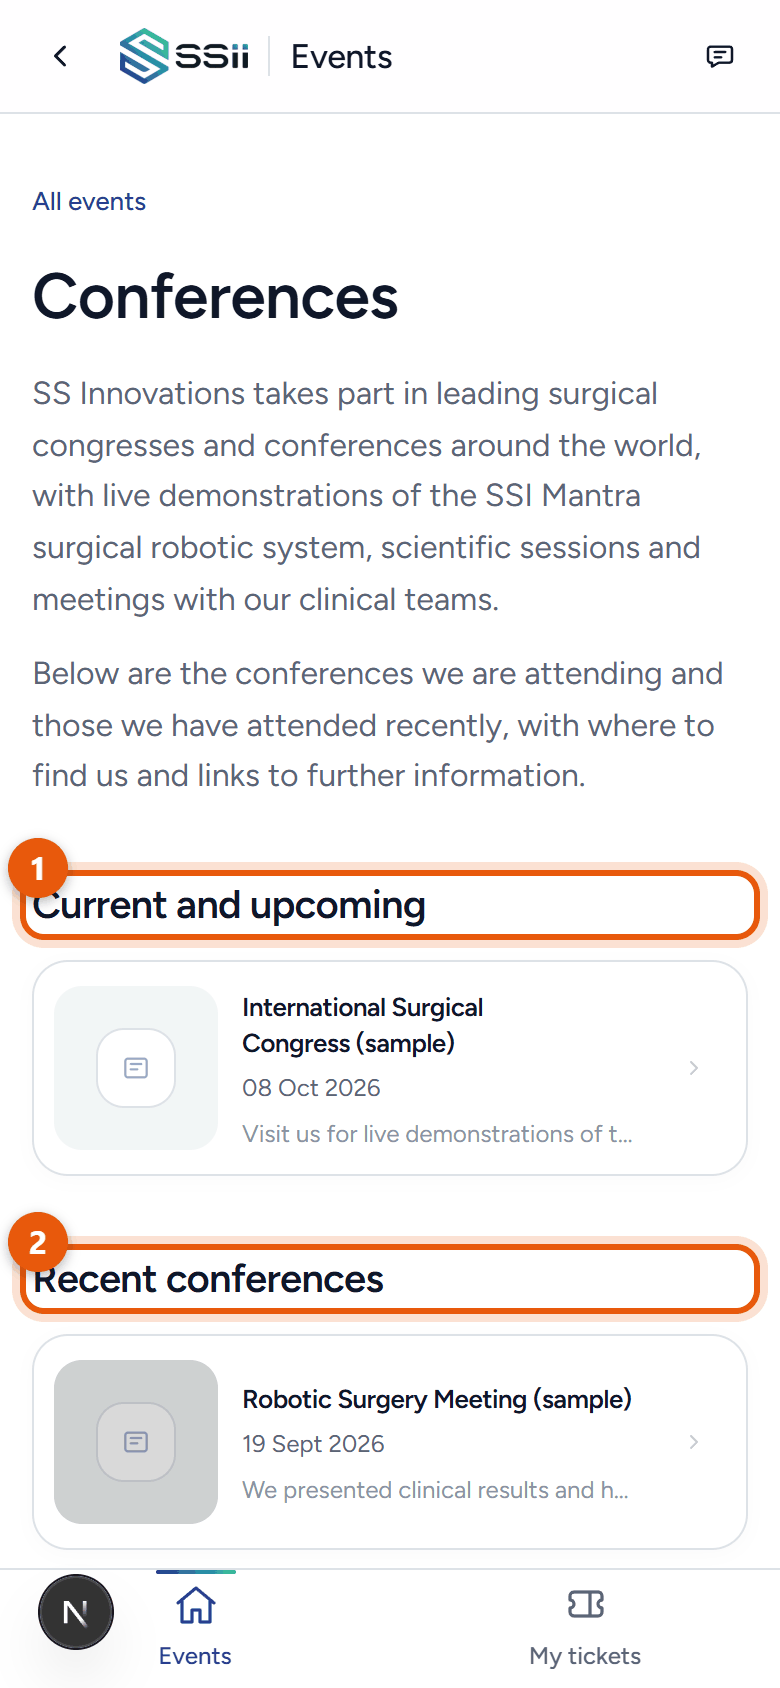 ssii
Events
All events
Conferences
SS Innovations takes part in leading surgical
congresses and conferences around the world,
with live demonstrations of the SSI Mantra
surgical robotic system, scientific sessions and
meetings with our clinical teams.
Below are the conferences we are attending and
those we have attended recently, with where to
find us and links to further information.
1
Current and upcoming
International Surgical
Congress (sample)
08 Oct 2026
Visit us for live demonstrations of t...
2
Recent conferences
Robotic Surgery Meeting (sample)
19 Sept 2026
We presented clinical results and h...
N
Events
My tickets